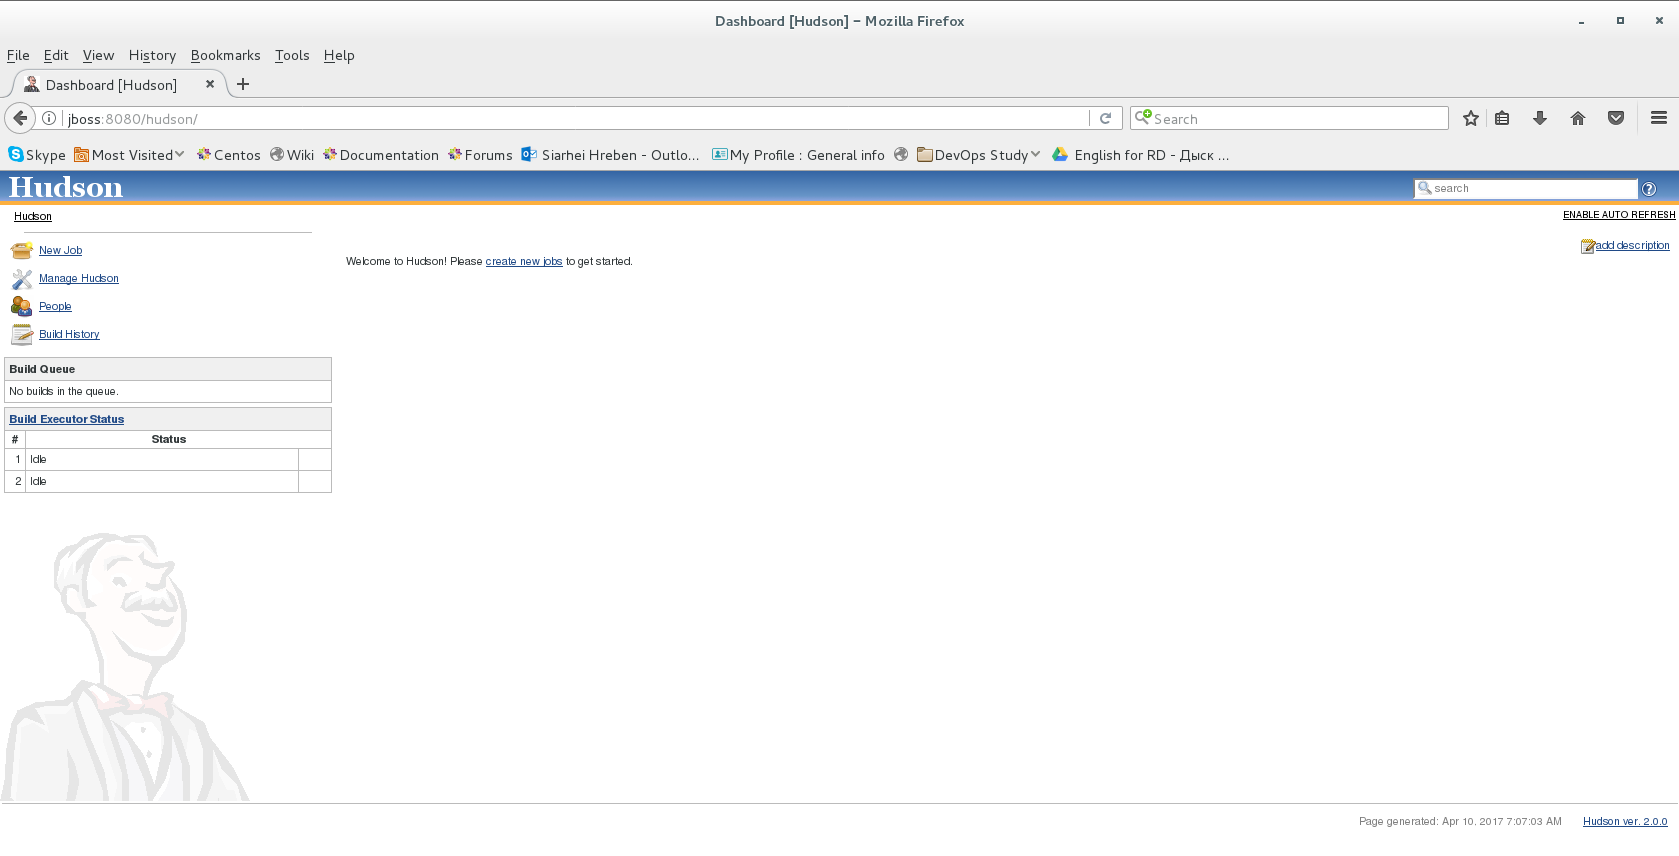 Dashboard [Hudson] – Mozilla Firefox
File Edit View History Bookmarks Tools Help
Dashboard [Hudson]
jboss:8080/hudson/
Search
Skype Most Visited Centos Wiki Documentation Forums Siarhei Hreben - Outlo... My Profile : General info DevOps Study English for RD - Дыск ...
Hudson
search
Hudson
ENABLE AUTO REFRESH
New Job
add description
Welcome to Hudson! Please create new jobs to get started.
Manage Hudson
People
Build History
Build Queue
No builds in the queue.
Build Executor Status
# Status
1 Idle
2 Idle
Page generated: Apr 10, 2017 7:07:03 AM Hudson ver. 2.0.0